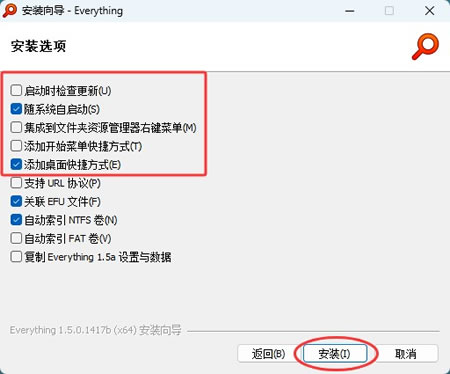 安装向导 - Everything
安装选项
启动时检查更新(U)
随系统自启动(S)
集成到文件夹资源管理器右键菜单(M)
添加开始菜单快捷方式(T)
添加桌面快捷方式(E)
支持 URL 协议(P)
关联 EFU 文件(F)
自动索引 NTFS 卷(N)
自动索引 FAT 卷(V)
复制 Everything 1.5a 设置与数据
Everything 1.5.0.1417b (x64) 安装向导
返回(B) 安装(I) 取消